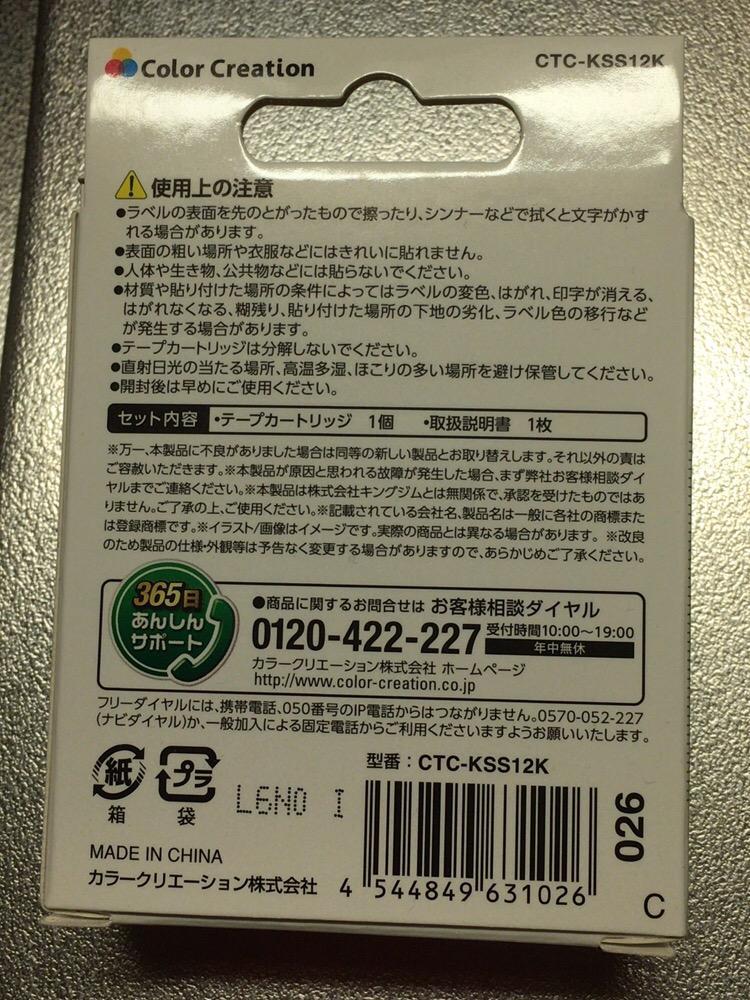 Color Creation
CTC-KSS12K
使用上の注意
●ラベルの表面を先のとがったもので擦ったり、シンナーなどで拭くと文字がかす
れる場合があります。
●表面の粗い場所や衣服などにはきれいに貼れません。
●人体や生き物、公共物などには貼らないでください。
●材質や貼り付けた場所の条件によってはラベルの変色、はがれ、印字が消える、
はがれなくなる、糊残り、貼り付けた場所の下地の劣化、ラベル色の移行など
が発生する場合があります。
●テープカートリッジは分解しないでください。
●直射日光の当たる場所、高温多湿、ほこりの多い場所を避け保管してください。
●開封後は早めにご使用ください。
セット内容 ・テープカートリッジ 1個 ・取扱説明書 1枚
※万一、本製品に不良がありました場合は同等の新しい製品とお取り替えします。それ以外の責は
ご容赦いただきます。※本製品が原因と思われる故障が発生した場合、まず弊社お客様相談ダイ
ヤルまでご連絡ください。※本製品は株式会社キングジムとは無関係で、承認を受けたものではあ
りません。ご了承の上、ご使用ください。※記載されている会社名、製品名は一般に各社の商標また
は登録商標です。※イラスト/画像はイメージです。実際の商品とは異なる場合があります。 ※改良
のため製品の仕様・外観等は予告なく変更する場合がありますので、あらかじめご了承ください。
365日
あんしん
サポート
●商品に関するお問合せは お客様相談ダイヤル
0120-422-227 受付時間10:00〜19:00
年中無休
カラークリエーション株式会社 ホームページ
http://www.color-creation.co.jp
フリーダイヤルには、携帯電話、050番号のIP電話からはつながりません。0570-052-227
(ナビダイヤル)か、一般加入による固定電話からご利用くださいますようお願いいたします。
紙
箱
プラ
袋
L6N0 I
型番：CTC-KSS12K
026
MADE IN CHINA
カラークリエーション株式会社
4 544849 631026
C